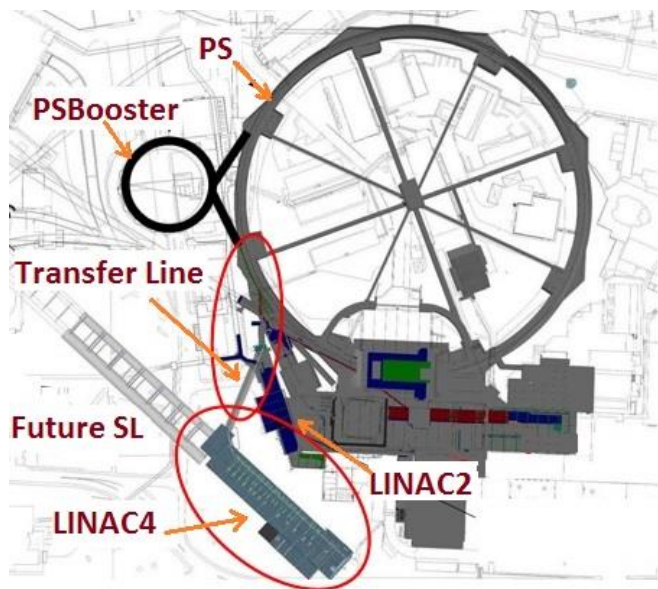 PS
PSBooster
Transfer Line
Future SL
LINAC2
LINAC4